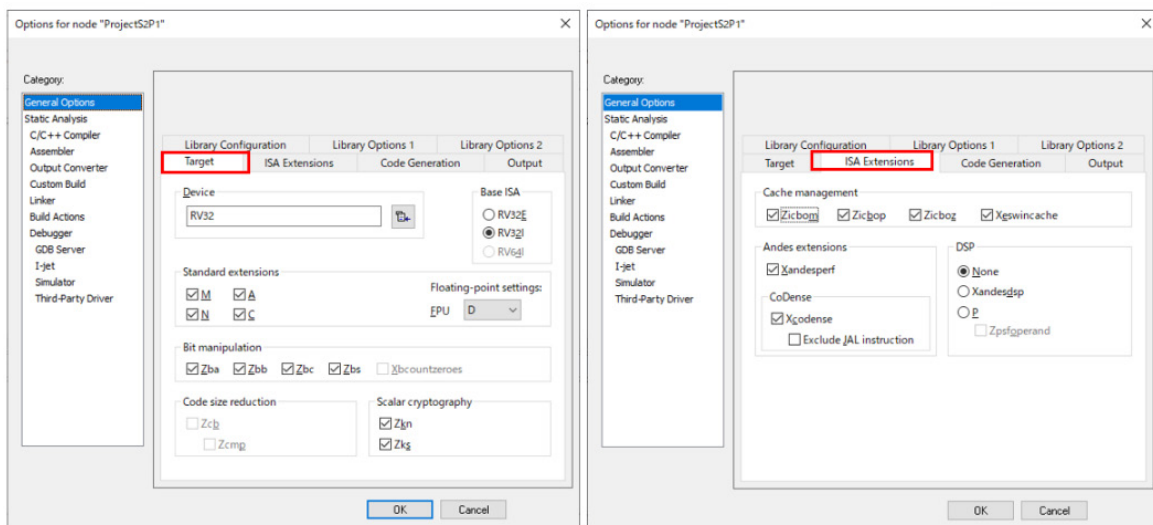 Options for node "ProjectS2P1"
Category:
General Options
Static Analysis
C/C++ Compiler
Assembler
Output Converter
Custom Build
Linker
Build Actions
Debugger
GDB Server
I-jet
Simulator
Third-Party Driver
Library Configuration Library Options 1 Library Options 2
Target ISA Extensions Code Generation Output
Device
RV32
Base ISA
RV32E
RV32I
RV64I
Standard extensions
M A
N C
Floating-point settings:
FPU D
Bit manipulation
Zba Zbb Zbc Zbs Xbcountzeroes
Code size reduction
Zcb
Zcmp
Scalar cryptography
Zkn
Zks
OK Cancel
Options for node "ProjectS2P1"
Category:
General Options
Static Analysis
C/C++ Compiler
Assembler
Output Converter
Custom Build
Linker
Build Actions
Debugger
GDB Server
I-jet
Simulator
Third-Party Driver
Library Configuration Library Options 1 Library Options 2
Target ISA Extensions Code Generation Output
Cache management
Zicbom Zicbop Zicboz Xeswincache
Andes extensions
Xandesperf
CoDense
Xcodense
Exclude JAL instruction
DSP
None
Xandesdsp
P
Zpsfoperand
OK Cancel